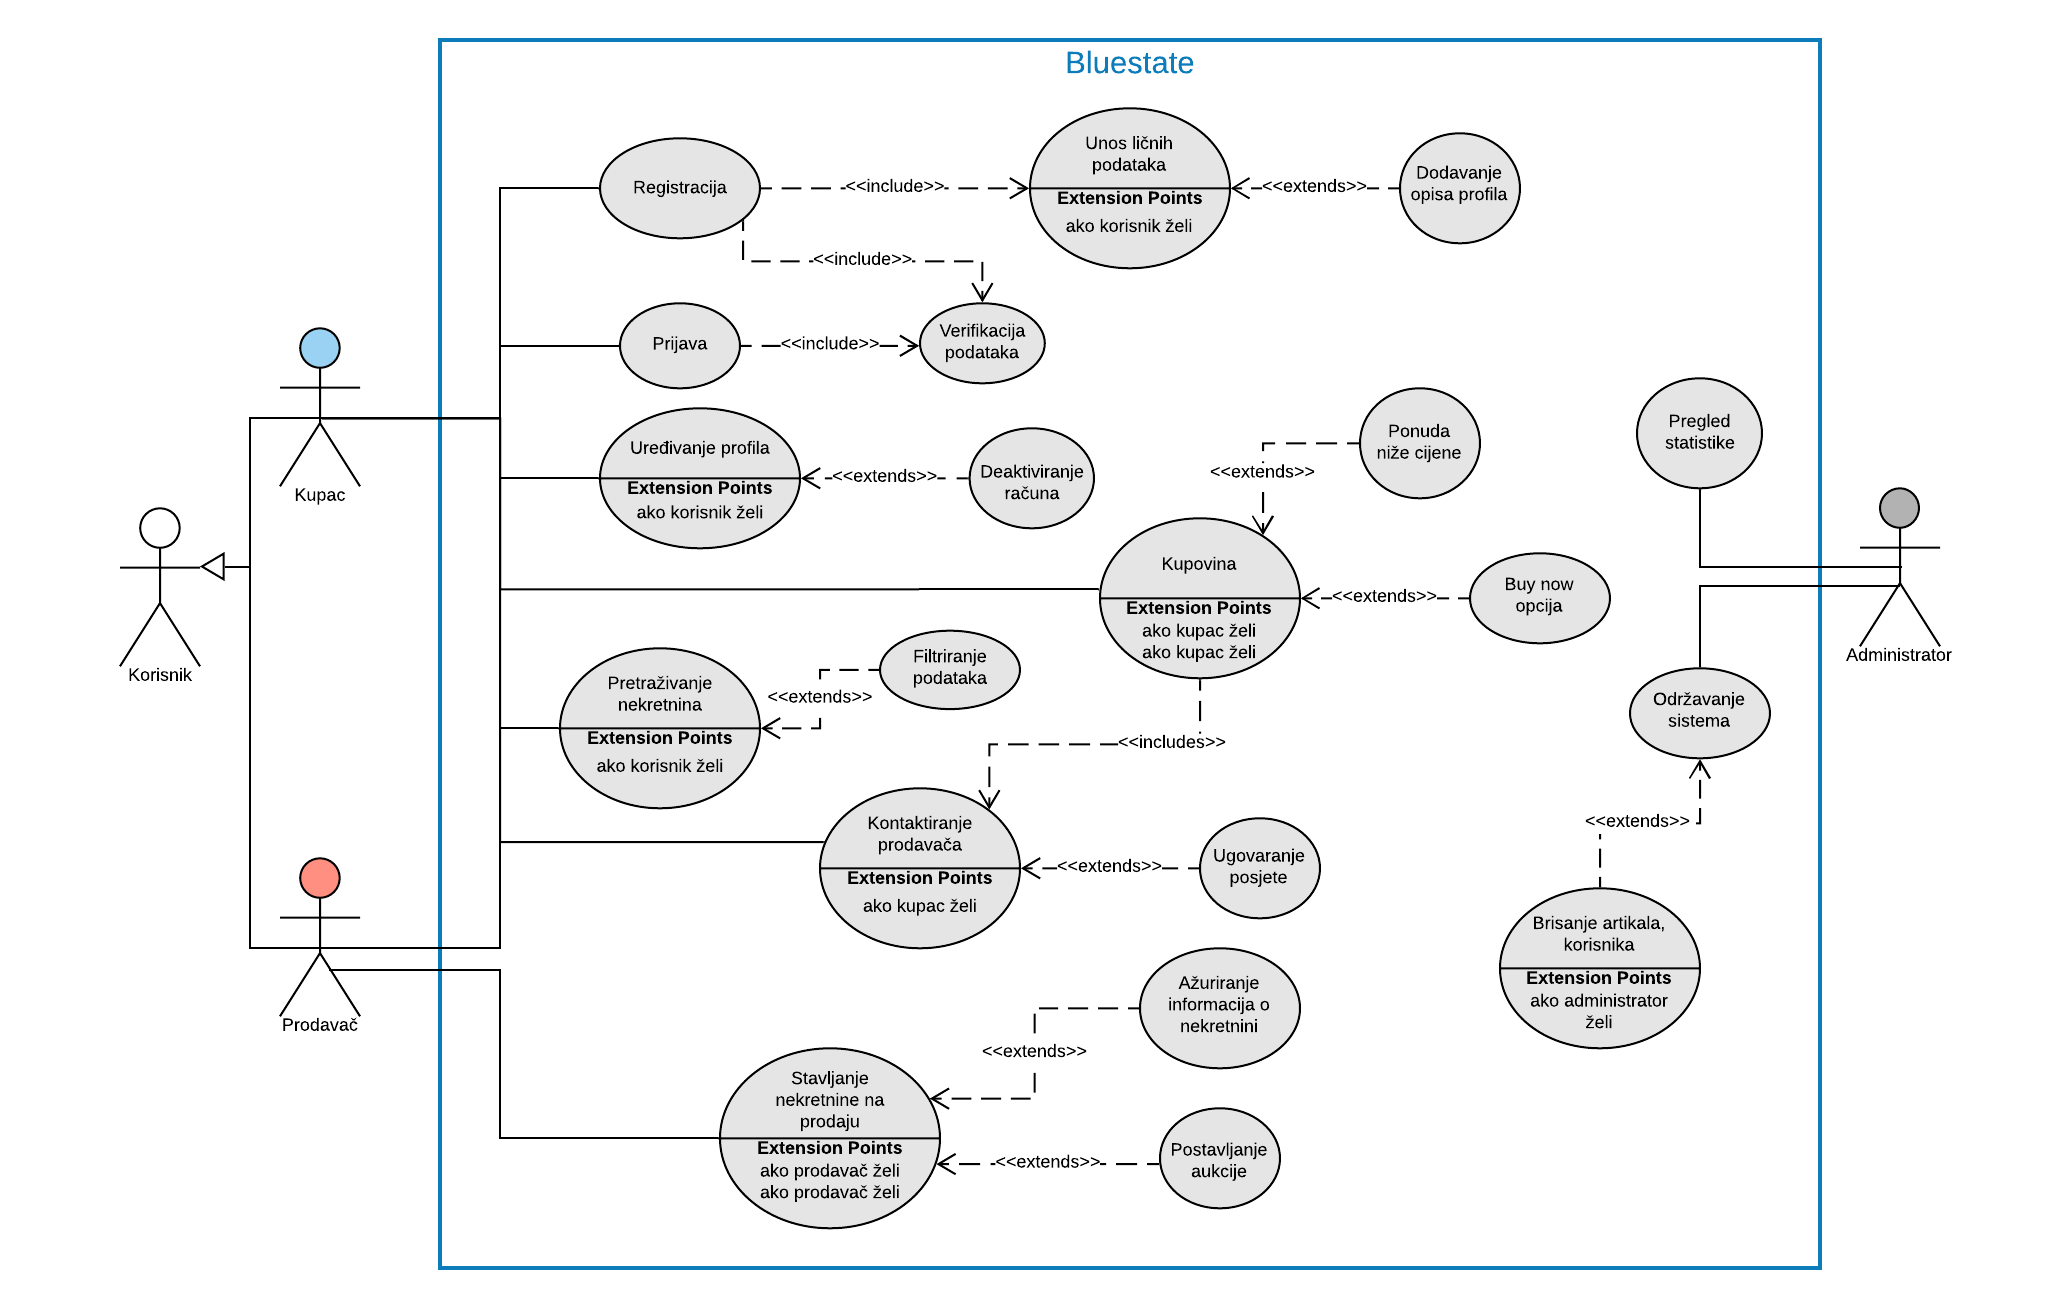 Bluestate
Registracija
<<include>>
Unos ličnih
podataka
Extension Points
ako korisnik želi
<<extends>>
Dodavanje
opisa profila
<<include>>
Prijava
<<include>>
Verifikacija
podataka
Kupac
Uređivanje profila
Extension Points
ako korisnik želi
<<extends>>
Deaktiviranje
računa
Ponuda
niže cijene
<<extends>>
Pregled
statistike
Korisnik
Kupovina
Extension Points
ako kupac želi
ako kupac želi
<<extends>>
Buy now
opcija
Administrator
Pretraživanje
nekretnina
Extension Points
ako korisnik želi
<<extends>>
Filtriranje
podataka
<<includes>>
Održavanje
sistema
<<extends>>
Kontaktiranje
prodavača
Extension Points
ako kupac želi
<<extends>>
Ugovaranje
posjete
Brisanje artikala,
korisnika
Extension Points
ako administrator
želi
Prodavač
Ažuriranje
informacija o
nekretnini
<<extends>>
Stavljanje
nekretnine na
prodaju
Extension Points
ako prodavač želi
ako prodavač želi
<<extends>>
Postavljanje
aukcije